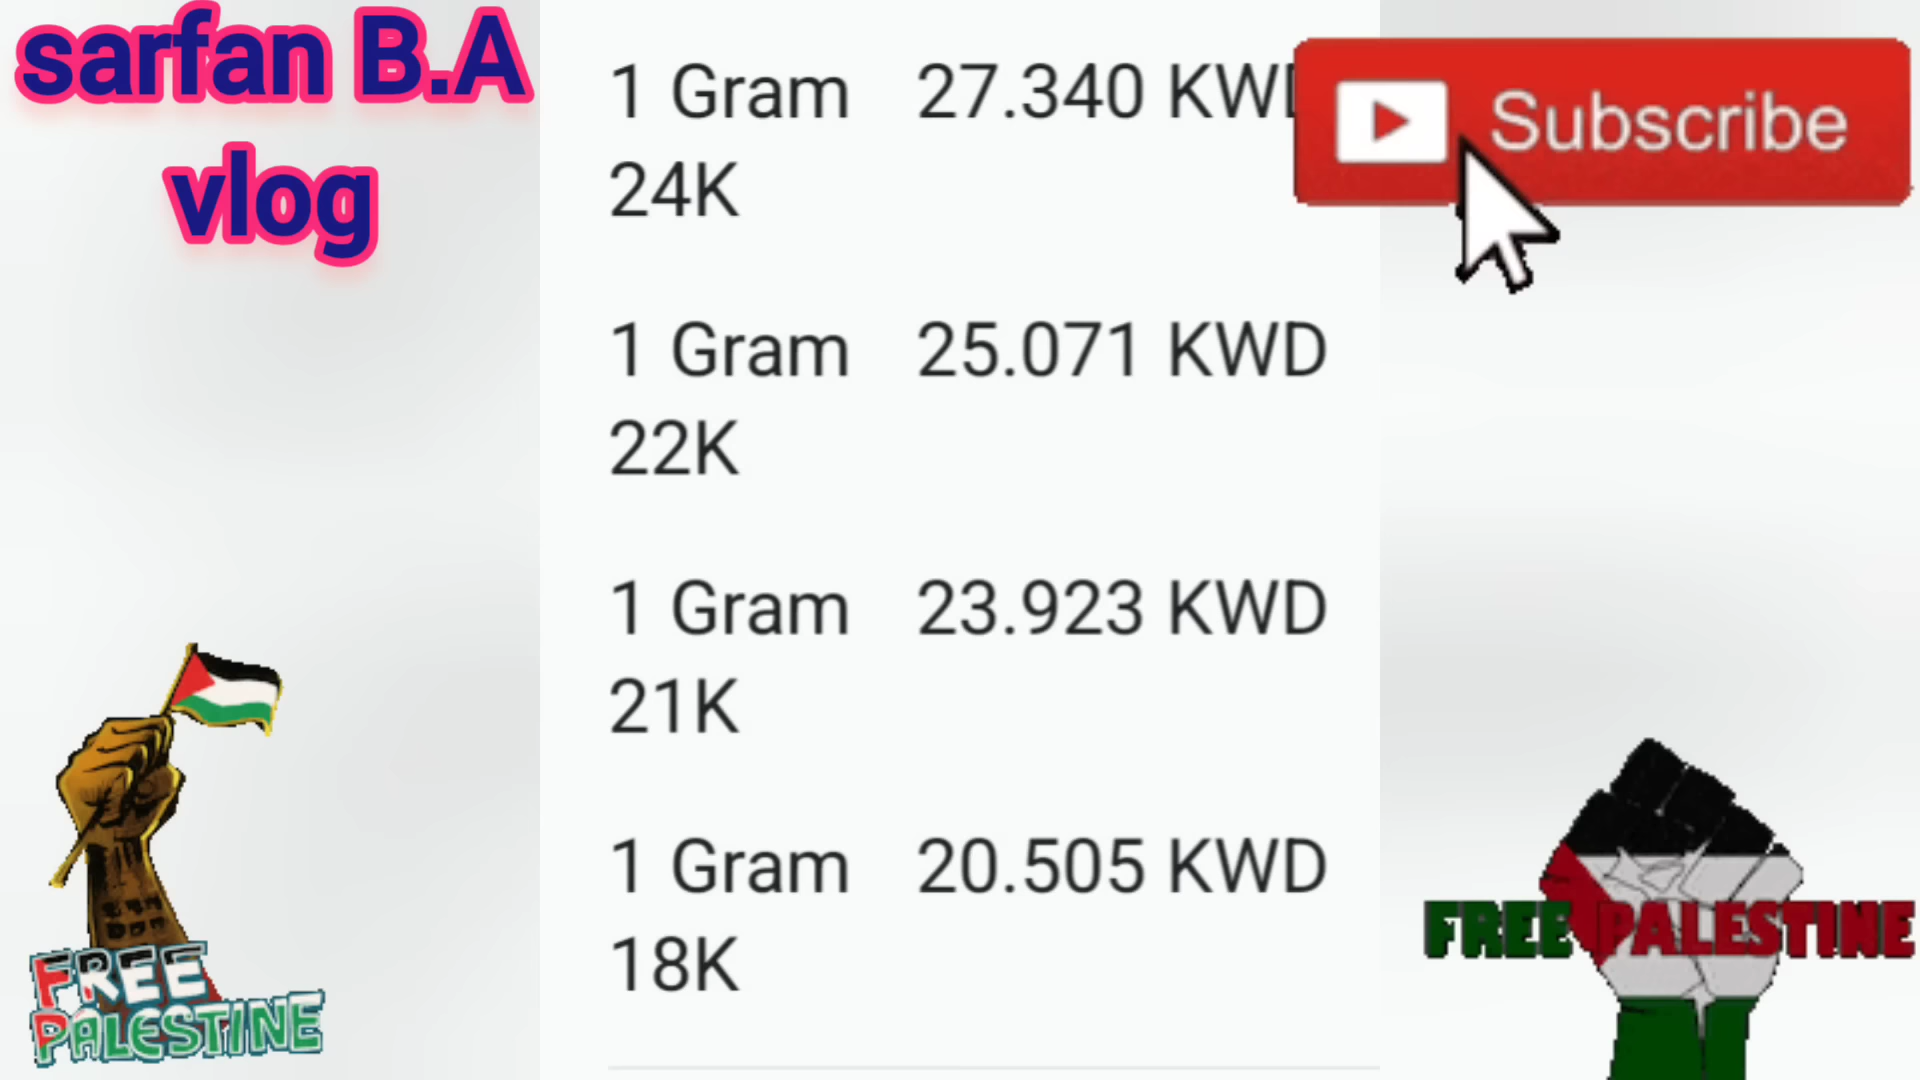 sarfan B.A
vlog
1 Gram 27.340 KWD
24K
Subscribe
1 Gram 25.071 KWD
22K
1 Gram 23.923 KWD
21K
1 Gram 20.505 KWD
18K
FREE
PALESTINE
FREE PALESTINE